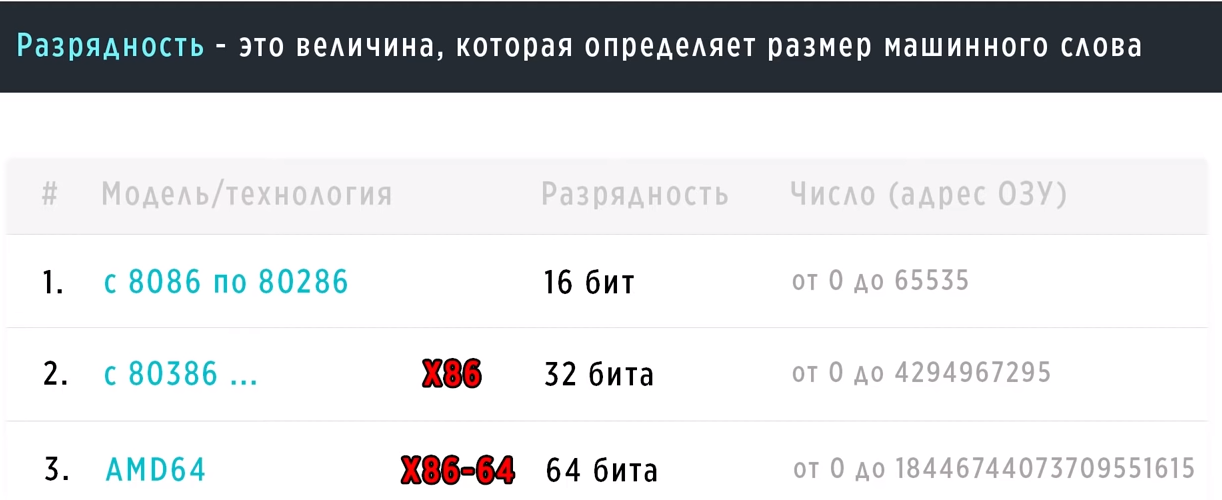 Разрядность - это величина, которая определяет размер машинного слова
# Модель/технология Разрядность Число (адрес ОЗУ)
1. с 8086 по 80286 16 бит от 0 до 65535
2. с 80386 ... X86 32 бита от 0 до 4294967295
3. AMD64 X86-64 64 бита от 0 до 18446744073709551615